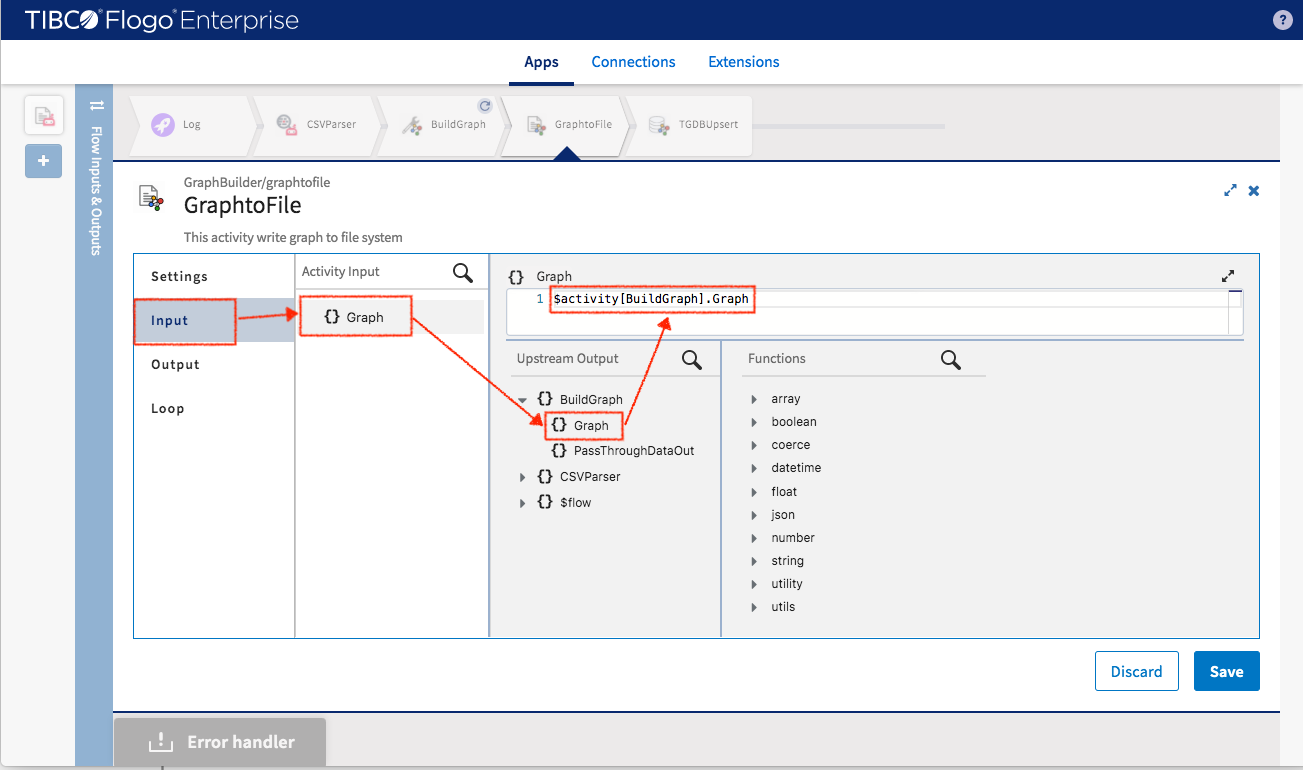 TIBCO® Flogo® Enterprise
?
Apps Connections Extensions
Log CSVParser BuildGraph GraphtoFile TGDBUpsert
+
Flow Inputs & Outputs
GraphBuilder/graphtofile
GraphtoFile
This activity write graph to file system
Settings
Input
Output
Loop
Activity Input
{} Graph
{} Graph
1 $activity[BuildGraph].Graph
Upstream Output
{} BuildGraph
{} Graph
{} PassThroughDataOut
{} CSVParser
{} $flow
Functions
array
boolean
coerce
datetime
float
json
number
string
utility
utils
Discard Save
Error handler